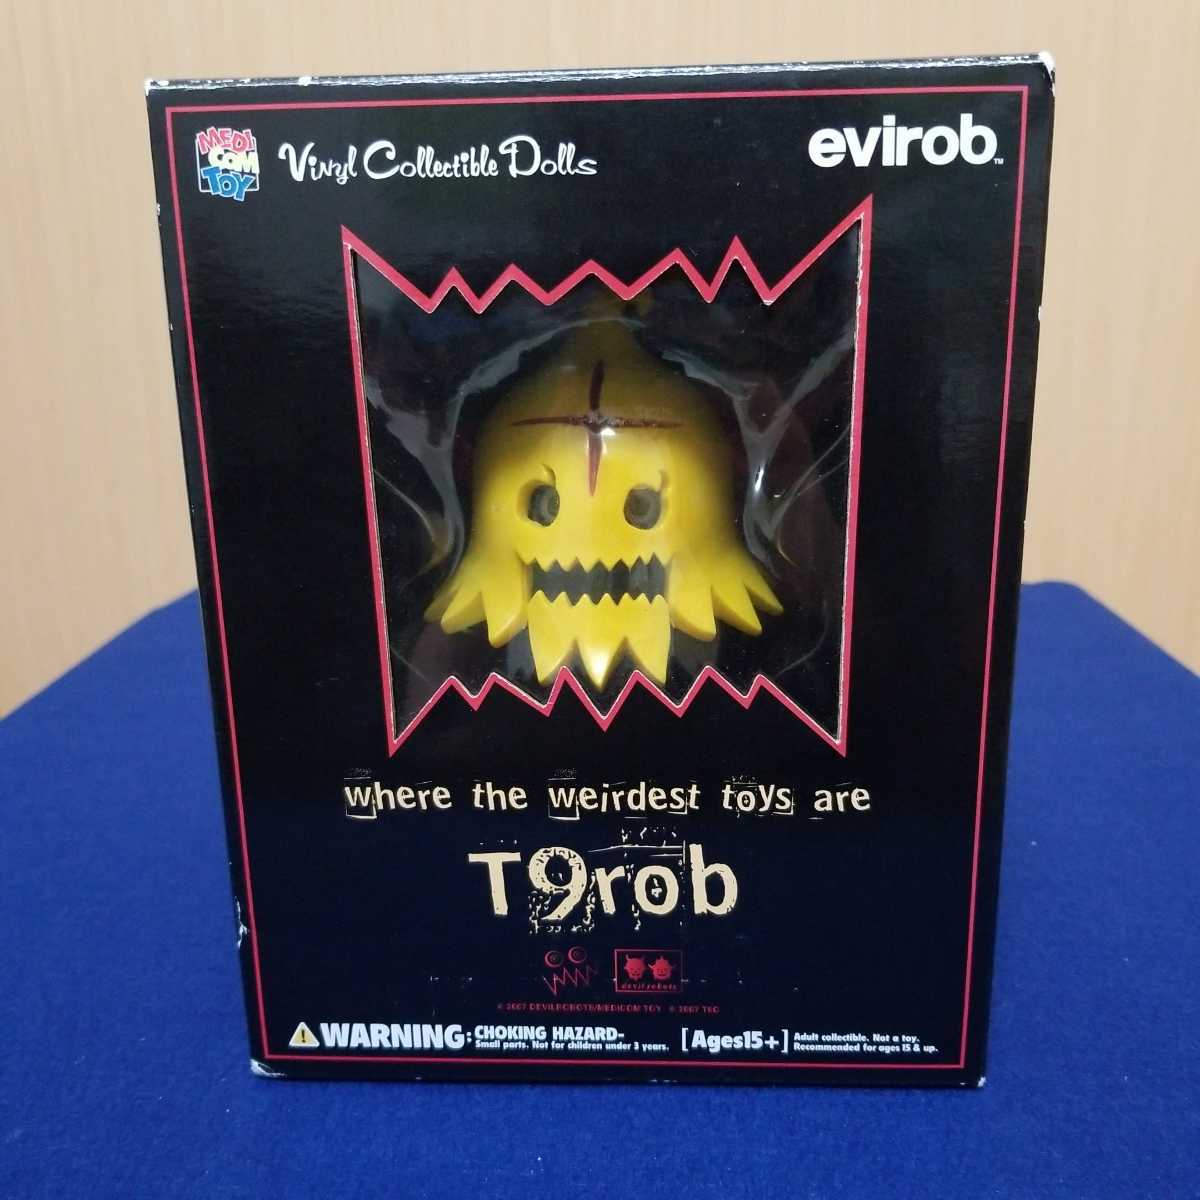 MEDI
COM
TOY
Vinyl Collectible Dolls
evirob™
where the weirdest toys are
T9rob
devilrobots
© 2007 DEVILROBOTS/MEDICOM TOY © 2007 T9G
WARNING: CHOKING HAZARD-
Small parts. Not for children under 3 years.
[Ages15+]
Adult collectible. Not a toy.
Recommended for ages 15 & up.